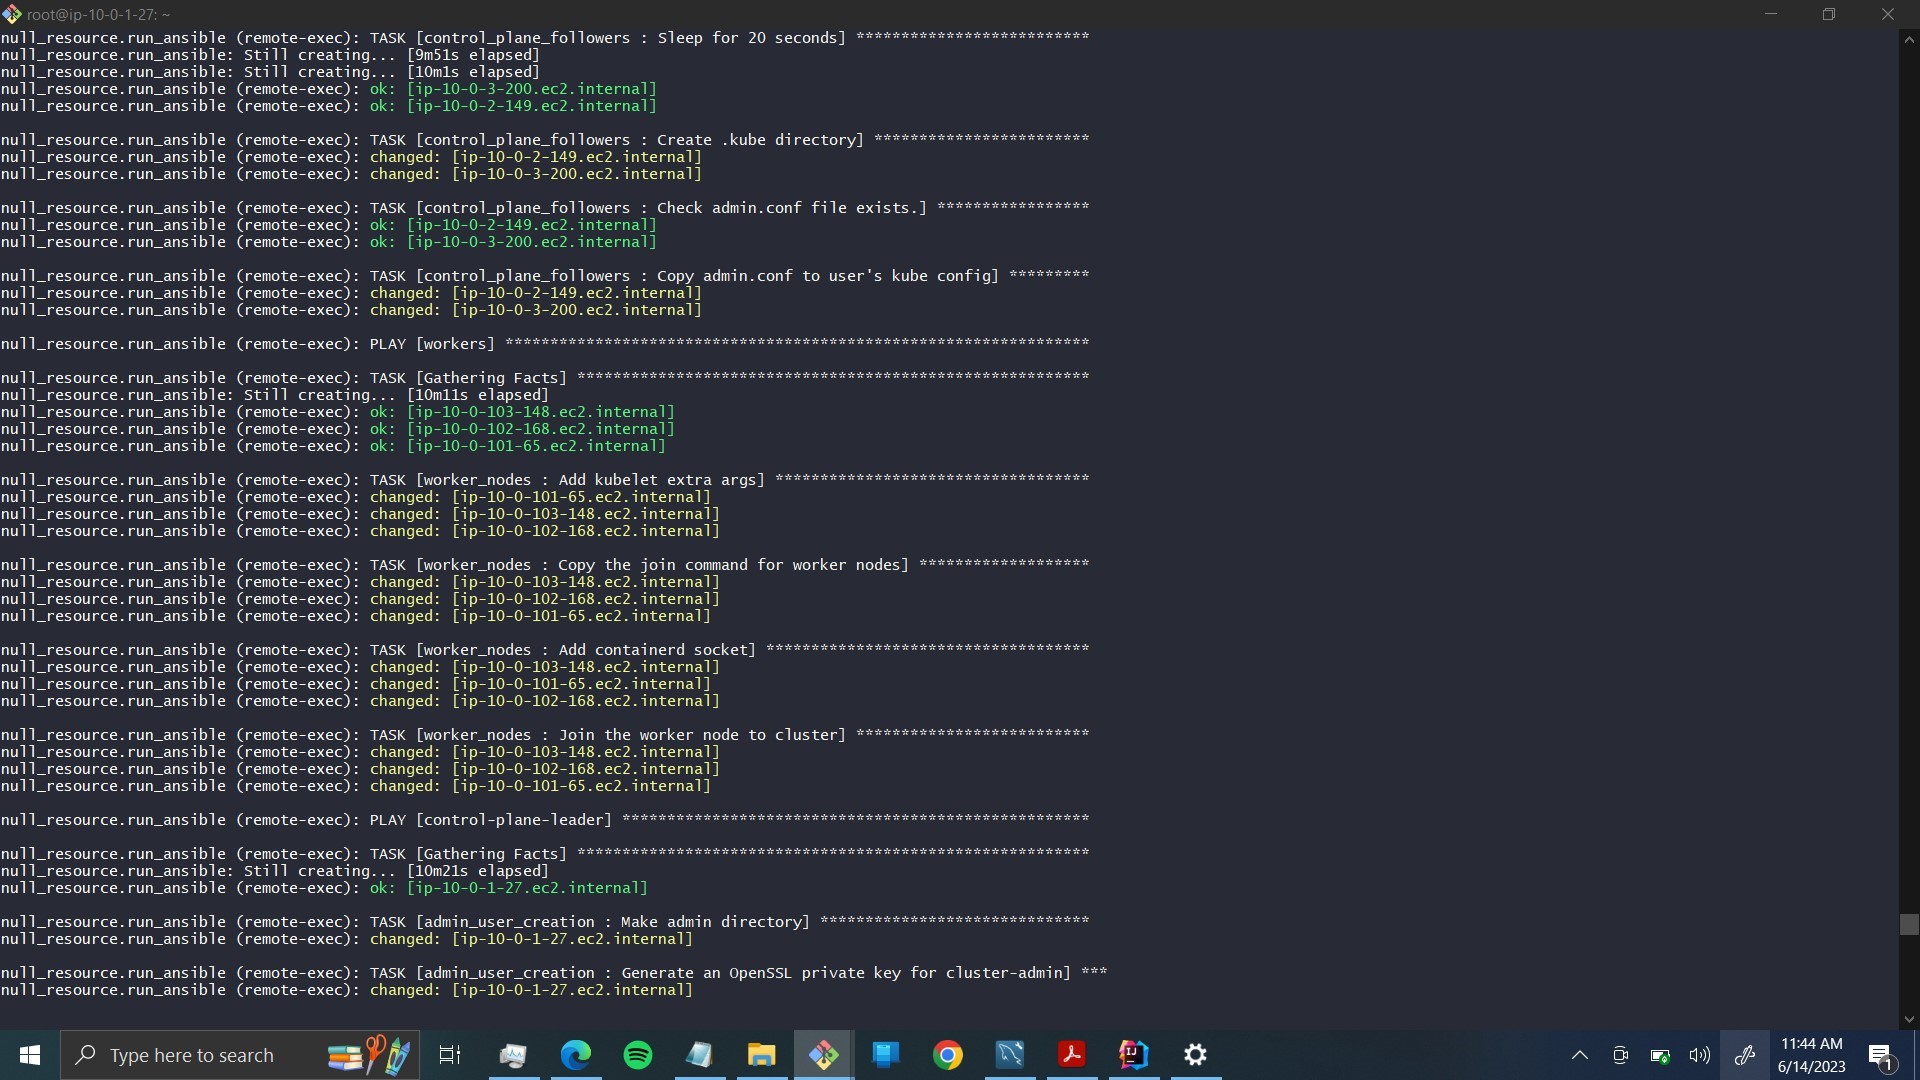 root@ip-10-0-1-27: ~
null_resource.run_ansible (remote-exec): TASK [control_plane_followers : Sleep for 20 seconds] **************************
null_resource.run_ansible: Still creating... [9m51s elapsed]
null_resource.run_ansible: Still creating... [10m1s elapsed]
null_resource.run_ansible (remote-exec): ok: [ip-10-0-3-200.ec2.internal]
null_resource.run_ansible (remote-exec): ok: [ip-10-0-2-149.ec2.internal]
null_resource.run_ansible (remote-exec): TASK [control_plane_followers : Create .kube directory] ************************
null_resource.run_ansible (remote-exec): changed: [ip-10-0-2-149.ec2.internal]
null_resource.run_ansible (remote-exec): changed: [ip-10-0-3-200.ec2.internal]
null_resource.run_ansible (remote-exec): TASK [control_plane_followers : Check admin.conf file exists.] *****************
null_resource.run_ansible (remote-exec): ok: [ip-10-0-2-149.ec2.internal]
null_resource.run_ansible (remote-exec): ok: [ip-10-0-3-200.ec2.internal]
null_resource.run_ansible (remote-exec): TASK [control_plane_followers : Copy admin.conf to user's kube config] *********
null_resource.run_ansible (remote-exec): changed: [ip-10-0-2-149.ec2.internal]
null_resource.run_ansible (remote-exec): changed: [ip-10-0-3-200.ec2.internal]
null_resource.run_ansible (remote-exec): PLAY [workers] *****************************************************************
null_resource.run_ansible (remote-exec): TASK [Gathering Facts] *********************************************************
null_resource.run_ansible: Still creating... [10m11s elapsed]
null_resource.run_ansible (remote-exec): ok: [ip-10-0-103-148.ec2.internal]
null_resource.run_ansible (remote-exec): ok: [ip-10-0-102-168.ec2.internal]
null_resource.run_ansible (remote-exec): ok: [ip-10-0-101-65.ec2.internal]
null_resource.run_ansible (remote-exec): TASK [worker_nodes : Add kubelet extra args] ***********************************
null_resource.run_ansible (remote-exec): changed: [ip-10-0-101-65.ec2.internal]
null_resource.run_ansible (remote-exec): changed: [ip-10-0-103-148.ec2.internal]
null_resource.run_ansible (remote-exec): changed: [ip-10-0-102-168.ec2.internal]
null_resource.run_ansible (remote-exec): TASK [worker_nodes : Copy the join command for worker nodes] *******************
null_resource.run_ansible (remote-exec): changed: [ip-10-0-103-148.ec2.internal]
null_resource.run_ansible (remote-exec): changed: [ip-10-0-102-168.ec2.internal]
null_resource.run_ansible (remote-exec): changed: [ip-10-0-101-65.ec2.internal]
null_resource.run_ansible (remote-exec): TASK [worker_nodes : Add containerd socket] ************************************
null_resource.run_ansible (remote-exec): changed: [ip-10-0-103-148.ec2.internal]
null_resource.run_ansible (remote-exec): changed: [ip-10-0-101-65.ec2.internal]
null_resource.run_ansible (remote-exec): changed: [ip-10-0-102-168.ec2.internal]
null_resource.run_ansible (remote-exec): TASK [worker_nodes : Join the worker node to cluster] **************************
null_resource.run_ansible (remote-exec): changed: [ip-10-0-103-148.ec2.internal]
null_resource.run_ansible (remote-exec): changed: [ip-10-0-102-168.ec2.internal]
null_resource.run_ansible (remote-exec): changed: [ip-10-0-101-65.ec2.internal]
null_resource.run_ansible (remote-exec): PLAY [control-plane-leader] ****************************************************
null_resource.run_ansible (remote-exec): TASK [Gathering Facts] *********************************************************
null_resource.run_ansible: Still creating... [10m21s elapsed]
null_resource.run_ansible (remote-exec): ok: [ip-10-0-1-27.ec2.internal]
null_resource.run_ansible (remote-exec): TASK [admin_user_creation : Make admin directory] ******************************
null_resource.run_ansible (remote-exec): changed: [ip-10-0-1-27.ec2.internal]
null_resource.run_ansible (remote-exec): TASK [admin_user_creation : Generate an OpenSSL private key for cluster-admin] ***
null_resource.run_ansible (remote-exec): changed: [ip-10-0-1-27.ec2.internal]
Type here to search
11:44 AM
6/14/2023
1